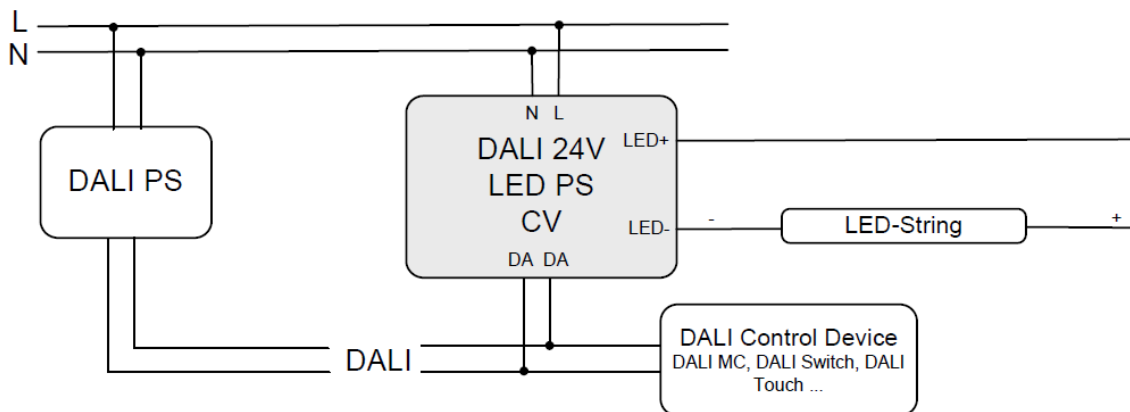 L
N
N L
DALI PS
DALI 24V
LED PS
CV
LED+
LED-
-
LED-String
+
DA DA
DALI
DALI Control Device
DALI MC, DALI Switch, DALI
Touch ...